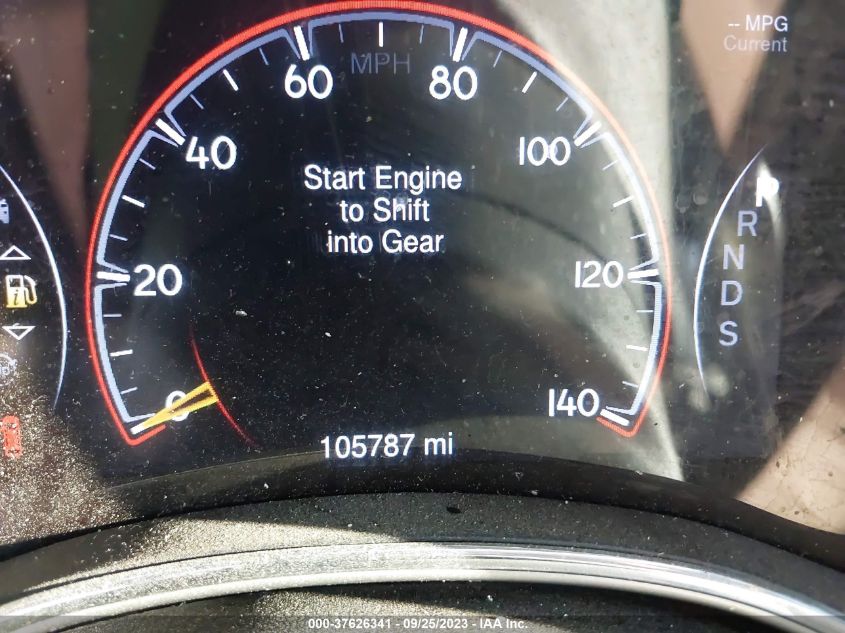 -- MPG
Current
MPH
60
80
40
100
Start Engine
to Shift
into Gear
20
120
P
R
N
D
S
0
140
105787 mi
000-37626341 - 09/25/2023 - IAA Inc.